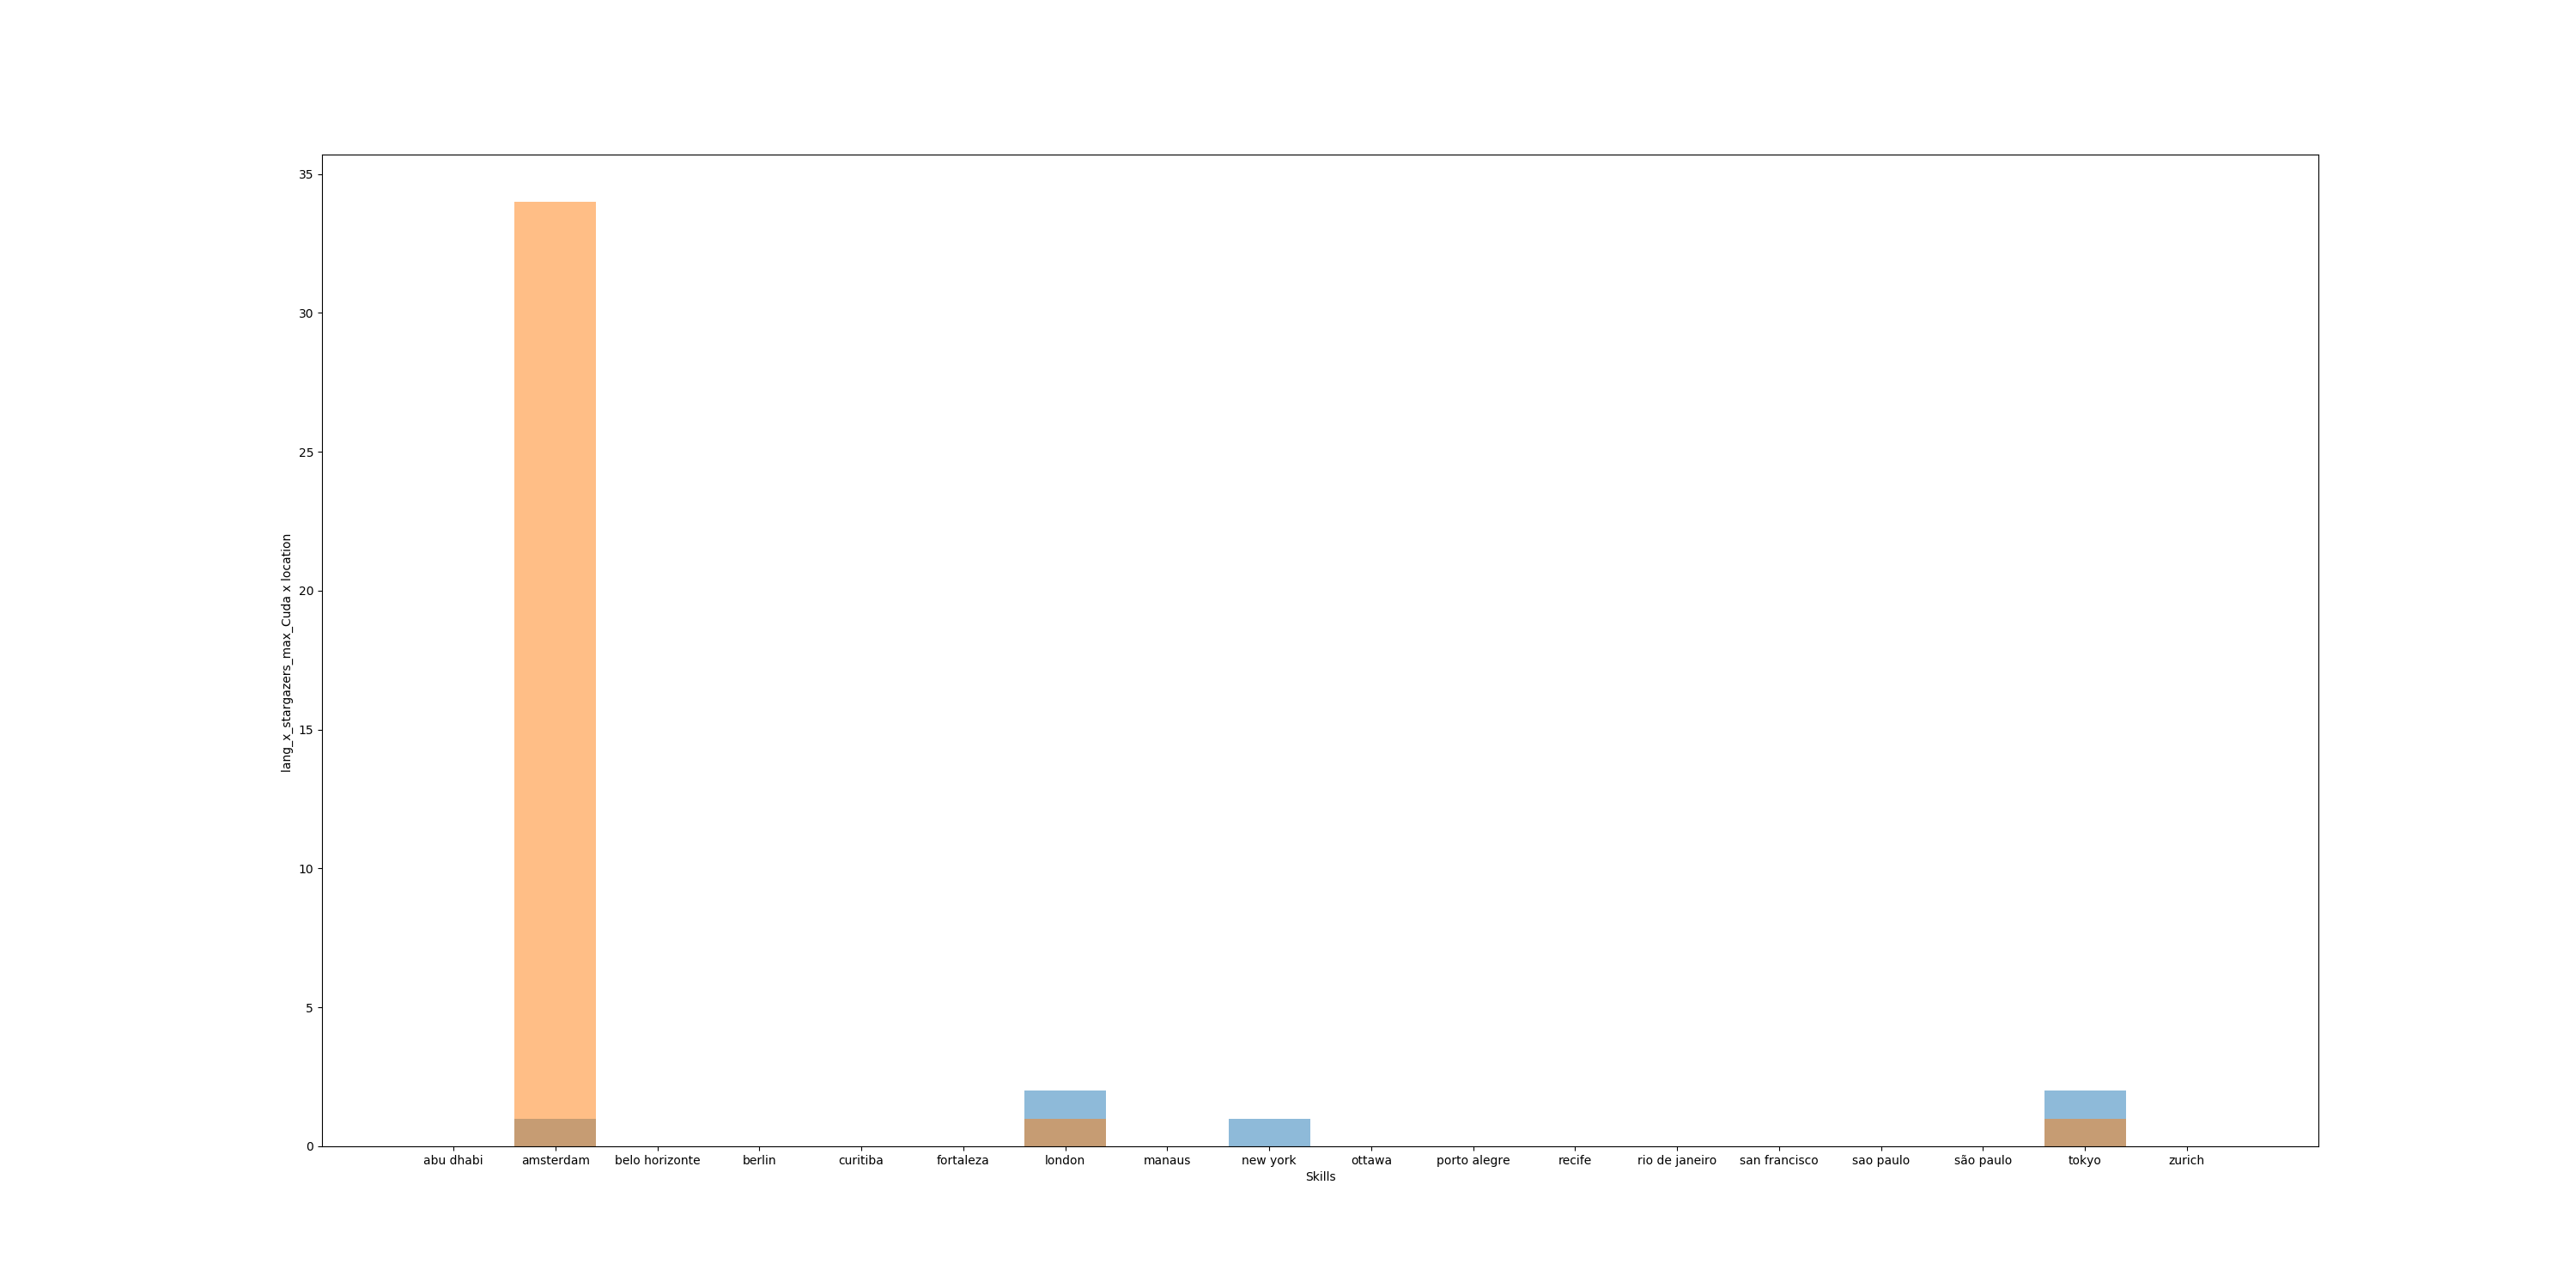 35
30
25
20
15
10
5
0
lang_x_stargazers_max_Cuda x location
abu dhabi amsterdam belo horizonte berlin curitiba fortaleza london manaus new york ottawa porto alegre recife rio de janeiro san francisco sao paulo são paulo tokyo zurich
Skills